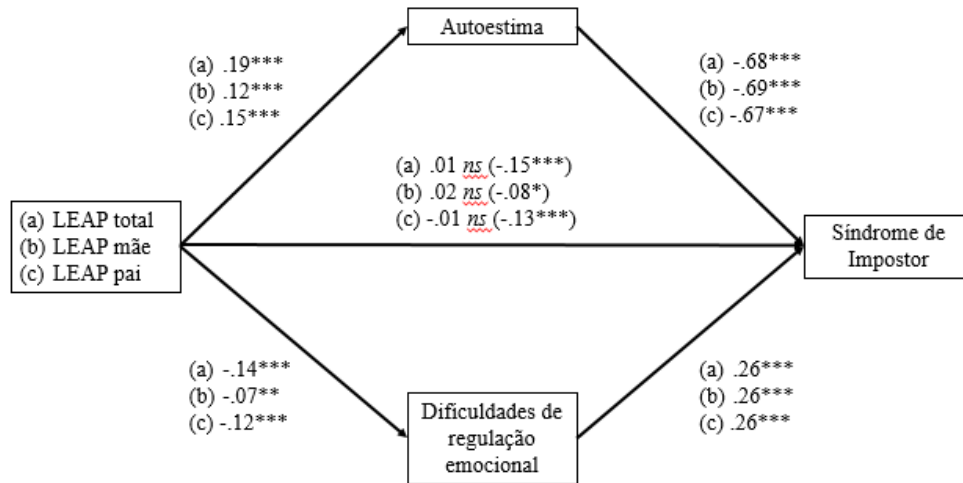 Autoestima
(a) .19***
(b) .12***
(c) .15***
(a) -.68***
(b) -.69***
(c) -.67***
(a) .01 ns (-.15***)
(b) .02 ns (-.08*)
(c) -.01 ns (-.13***)
(a) LEAP total
(b) LEAP mãe
(c) LEAP pai
Síndrome de
Impostor
(a) -.14***
(b) -.07**
(c) -.12***
(a) .26***
(b) .26***
(c) .26***
Dificuldades de
regulação
emocional